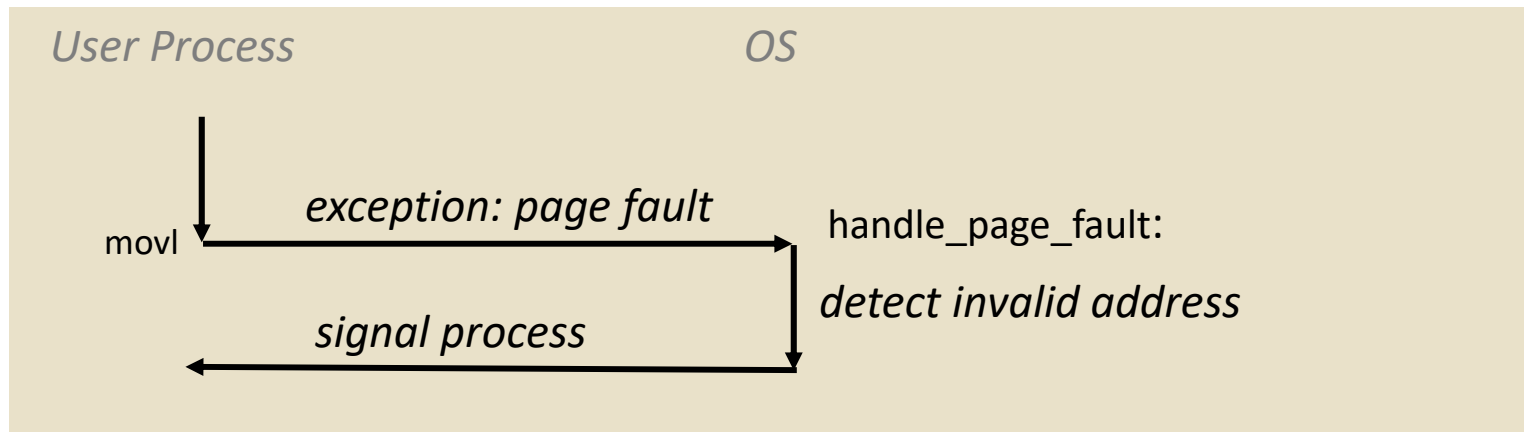 User Process
OS
exception: page fault
movl
handle_page_fault:
detect invalid address
signal process